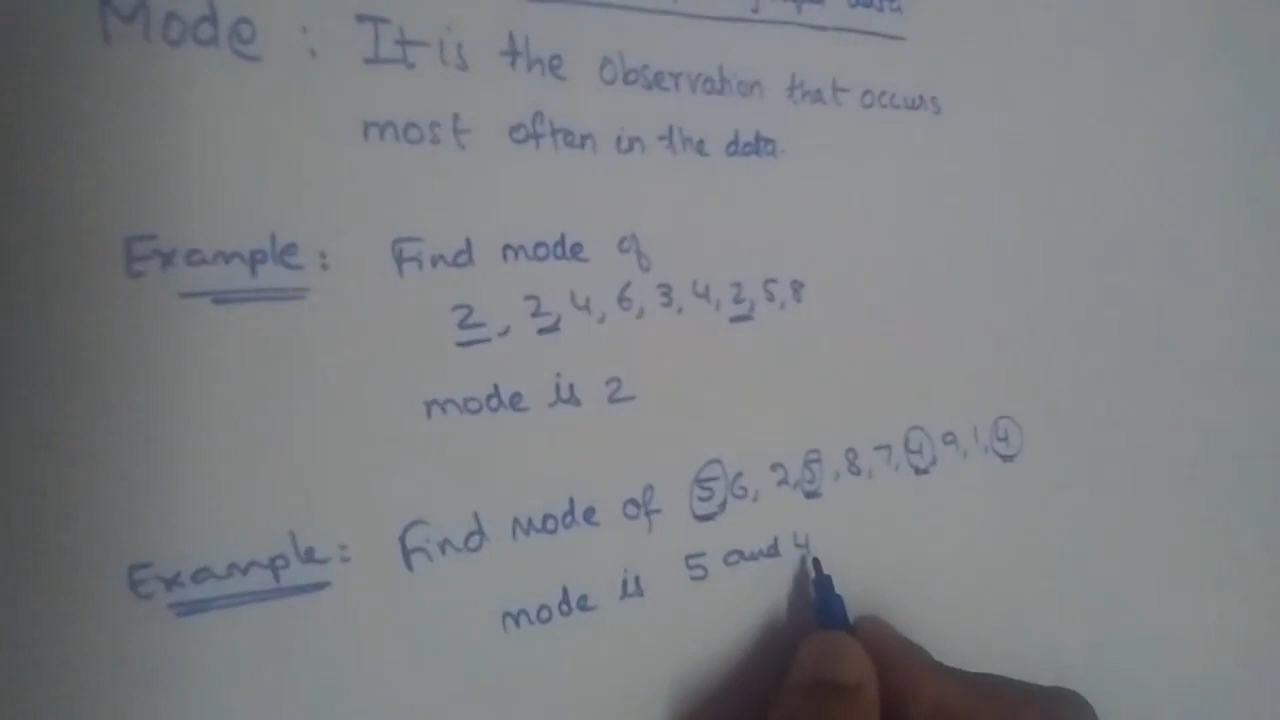 data
Mode : It is the observation that occurs
most often in the data.
Example : Find mode of
2, 2, 4, 6, 3, 4, 2, 5, 8
mode is 2
Example : Find mode of 5, 6, 2, 5, 8, 7, 4, 9, 1, 4
mode is 5 and 4